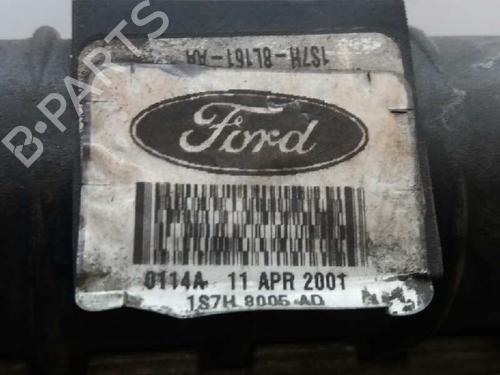 1S7H-8L161-AA
Ford
0114A 11 APR 2001
1S7H 8005 AD
B-PARTS